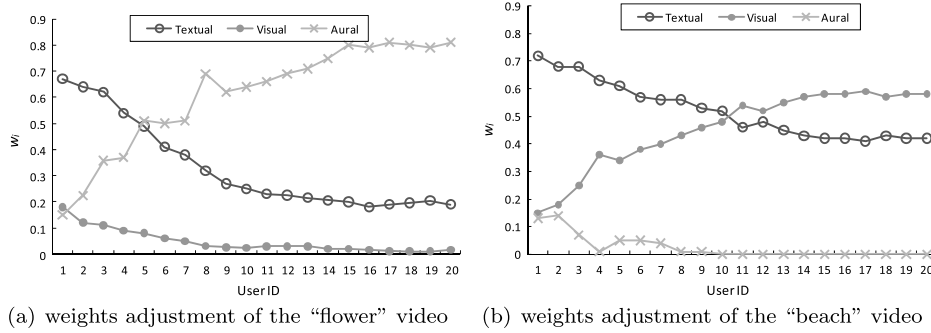 Textual Visual Aural
0.9
0.8
0.7
0.6
0.5
0.4
0.3
0.2
0.1
0
wi
1 2 3 4 5 6 7 8 9 10 11 12 13 14 15 16 17 18 19 20
User ID
(a) weights adjustment of the “flower” video
Textual Visual Aural
0.9
0.8
0.7
0.6
0.5
0.4
0.3
0.2
0.1
0
wi
1 2 3 4 5 6 7 8 9 10 11 12 13 14 15 16 17 18 19 20
User ID
(b) weights adjustment of the “beach” video